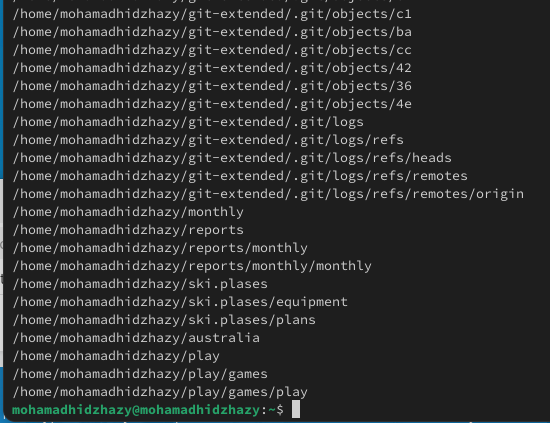 /home/mohamadhidzhazy/git-extended/.git/objects/c1
/home/mohamadhidzhazy/git-extended/.git/objects/ba
/home/mohamadhidzhazy/git-extended/.git/objects/cc
/home/mohamadhidzhazy/git-extended/.git/objects/42
/home/mohamadhidzhazy/git-extended/.git/objects/36
/home/mohamadhidzhazy/git-extended/.git/objects/4e
/home/mohamadhidzhazy/git-extended/.git/logs
/home/mohamadhidzhazy/git-extended/.git/logs/refs
/home/mohamadhidzhazy/git-extended/.git/logs/refs/heads
/home/mohamadhidzhazy/git-extended/.git/logs/refs/remotes
/home/mohamadhidzhazy/git-extended/.git/logs/refs/remotes/origin
/home/mohamadhidzhazy/monthly
/home/mohamadhidzhazy/reports
/home/mohamadhidzhazy/reports/monthly
/home/mohamadhidzhazy/reports/monthly/monthly
/home/mohamadhidzhazy/ski.plases
/home/mohamadhidzhazy/ski.plases/equipment
/home/mohamadhidzhazy/ski.plases/plans
/home/mohamadhidzhazy/australia
/home/mohamadhidzhazy/play
/home/mohamadhidzhazy/play/games
/home/mohamadhidzhazy/play/games/play
mohamadhidzhazy@mohamadhidzhazy:~$